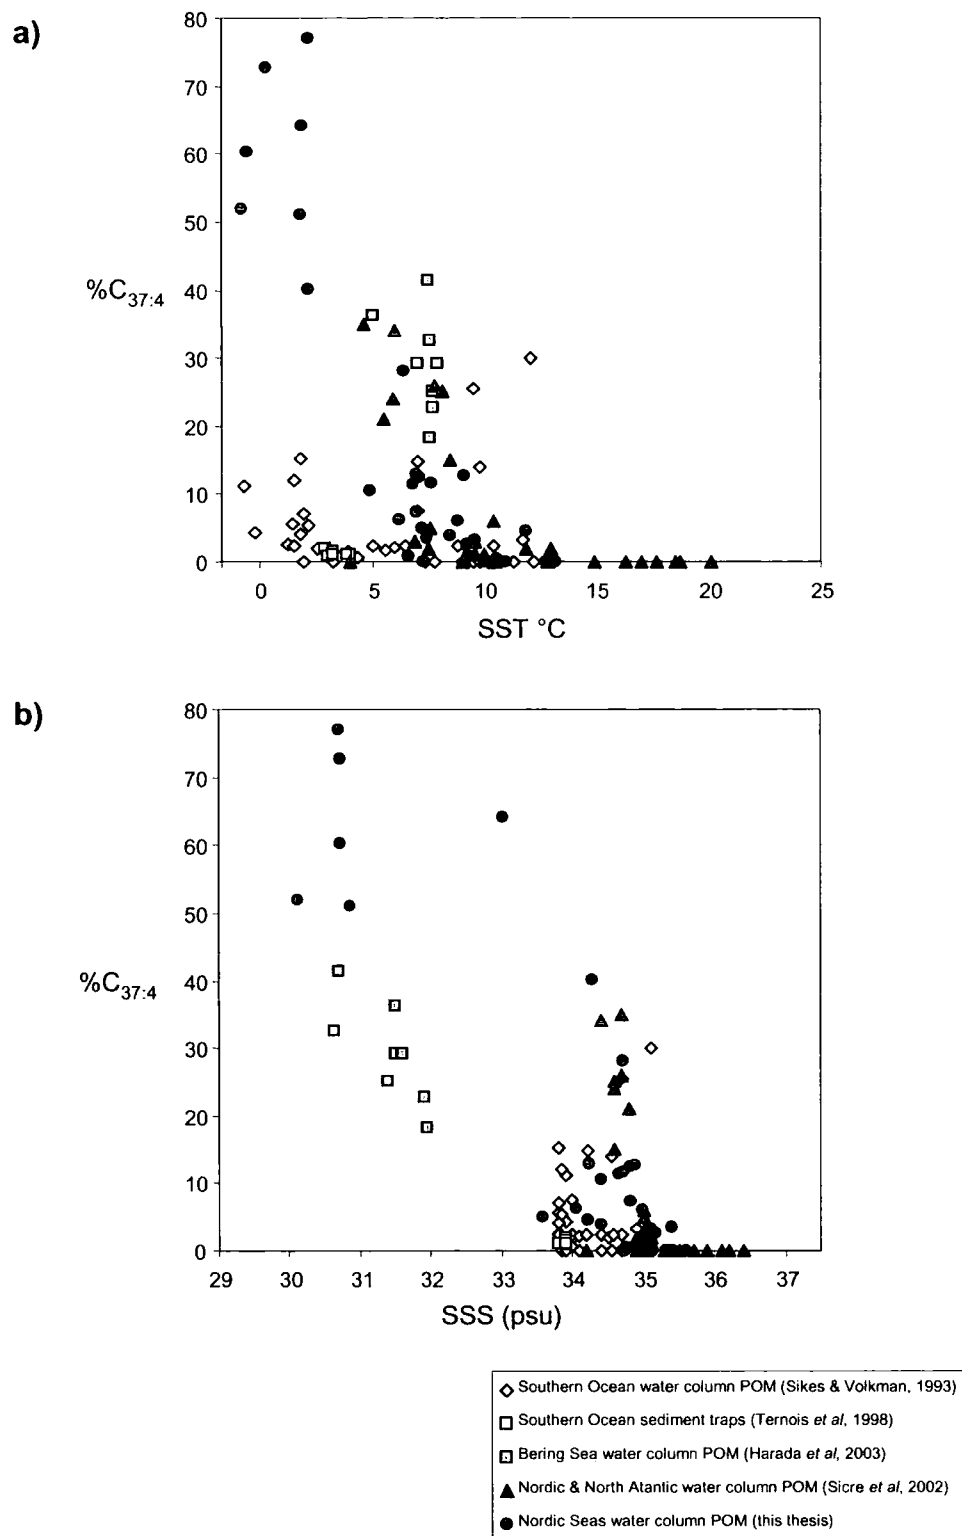 a)
80
70
60
50
40
30
20
10
0
%C37:4
0 5 10 15 20 25
SST °C
b)
80
70
60
50
40
30
20
10
0
%C37:4
29 30 31 32 33 34 35 36 37
SSS (psu)
Southern Ocean water column POM (Sikes & Volkman, 1993)
Southern Ocean sediment traps (Ternois et al, 1998)
Bering Sea water column POM (Harada et al, 2003)
Nordic & North Atantic water column POM (Sicre et al, 2002)
Nordic Seas water column POM (this thesis)